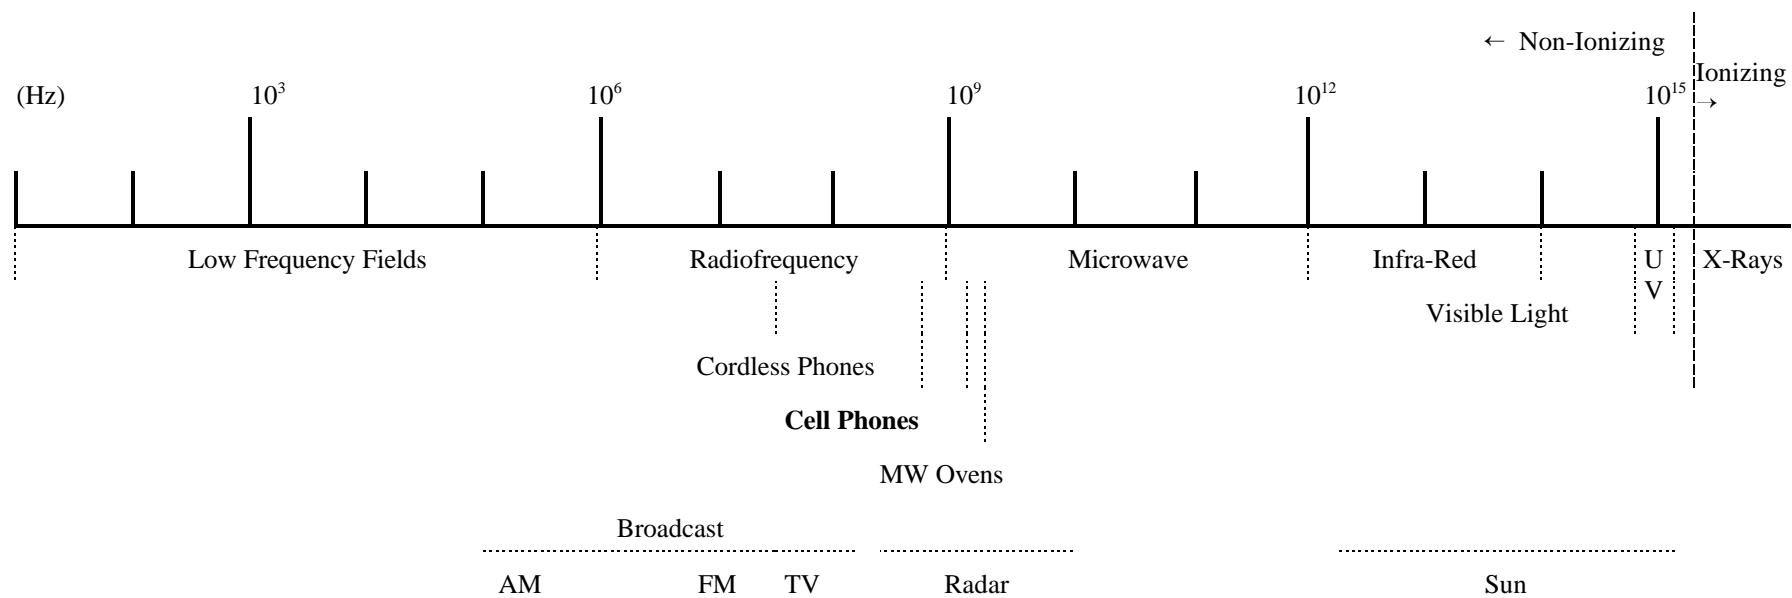 ← Non-Ionizing
Ionizing
→
(Hz) 10³ 10⁶ 10⁹ 10¹² 10¹⁵
Low Frequency Fields Radiofrequency Microwave Infra-Red U X-Rays
V
Visible Light
Cordless Phones
Cell Phones
MW Ovens
Broadcast
AM FM TV Radar Sun